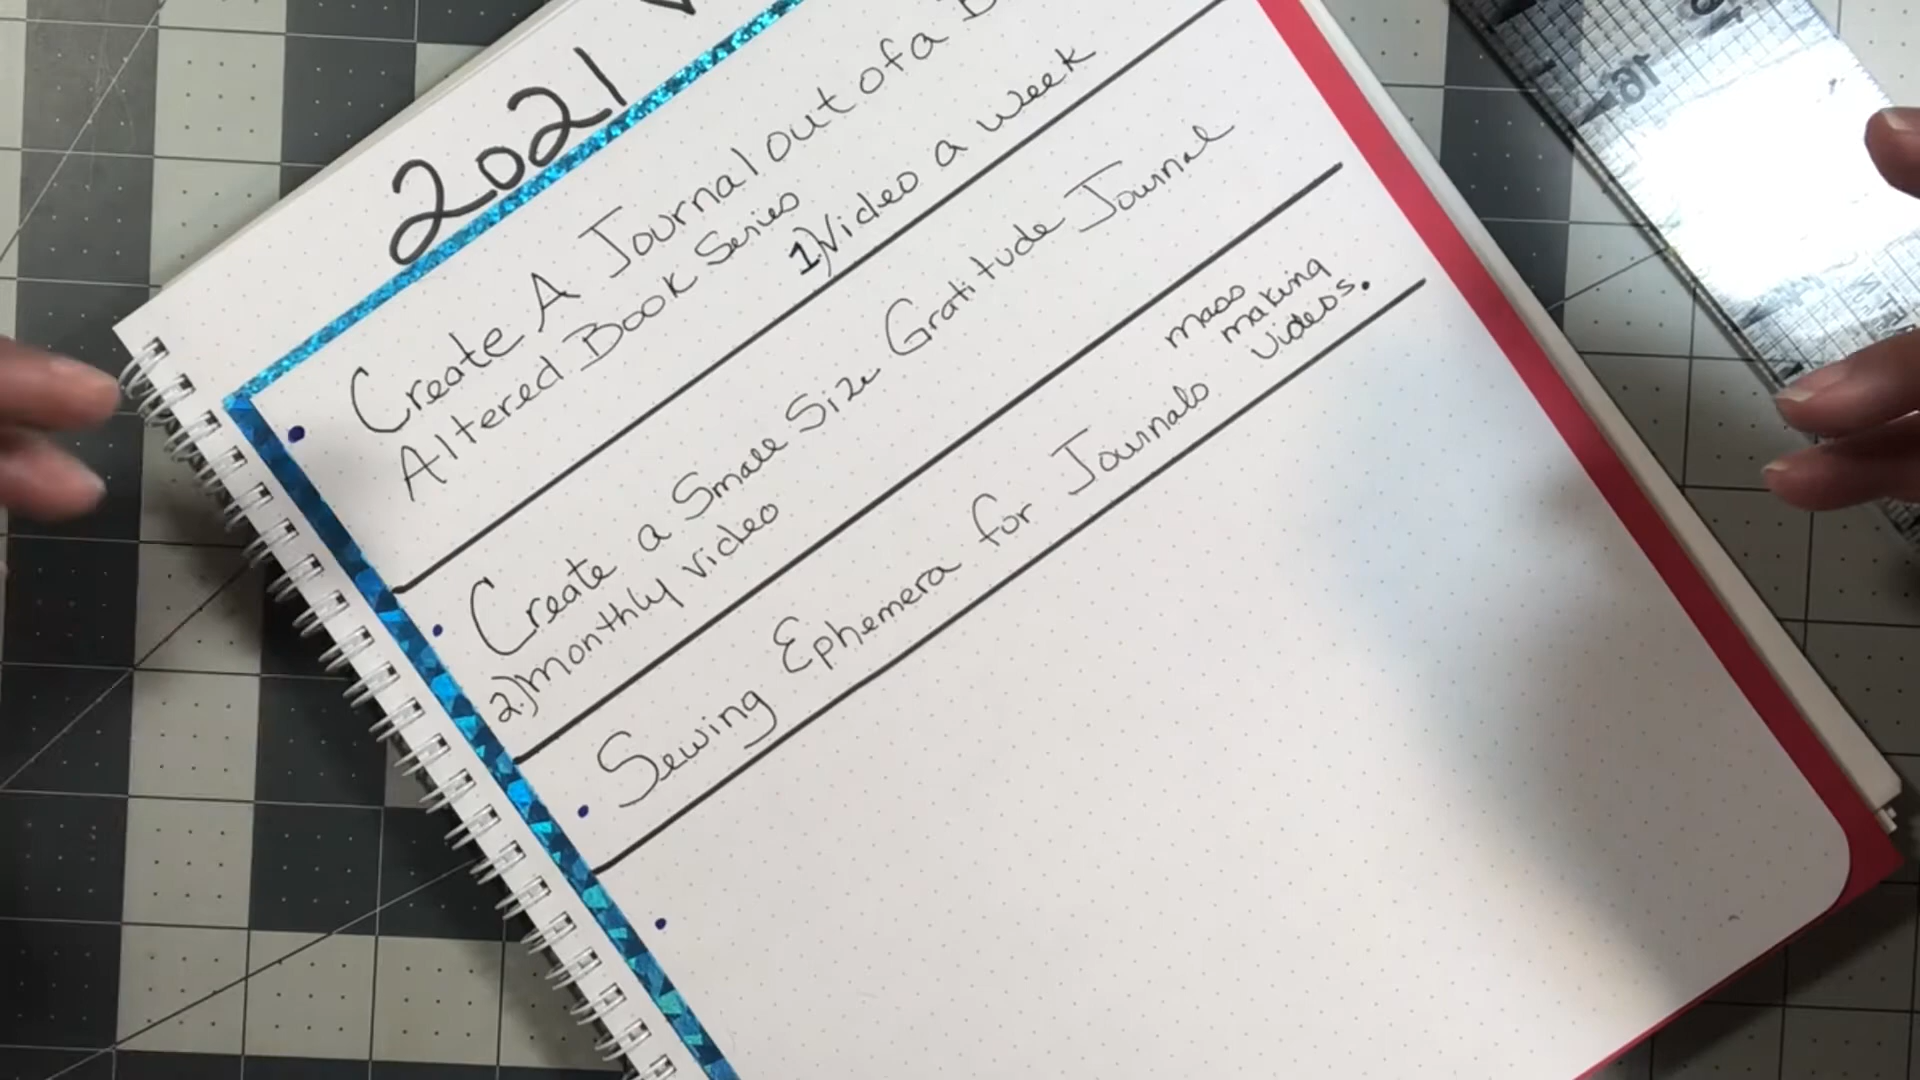 2021
Create A Journal out of a
Altered Book Series
1.) Video a week
Create a Small Size Gratitude Journal
2.) monthly video
Sewing Ephemera for Journals
mass
making
videos.
16